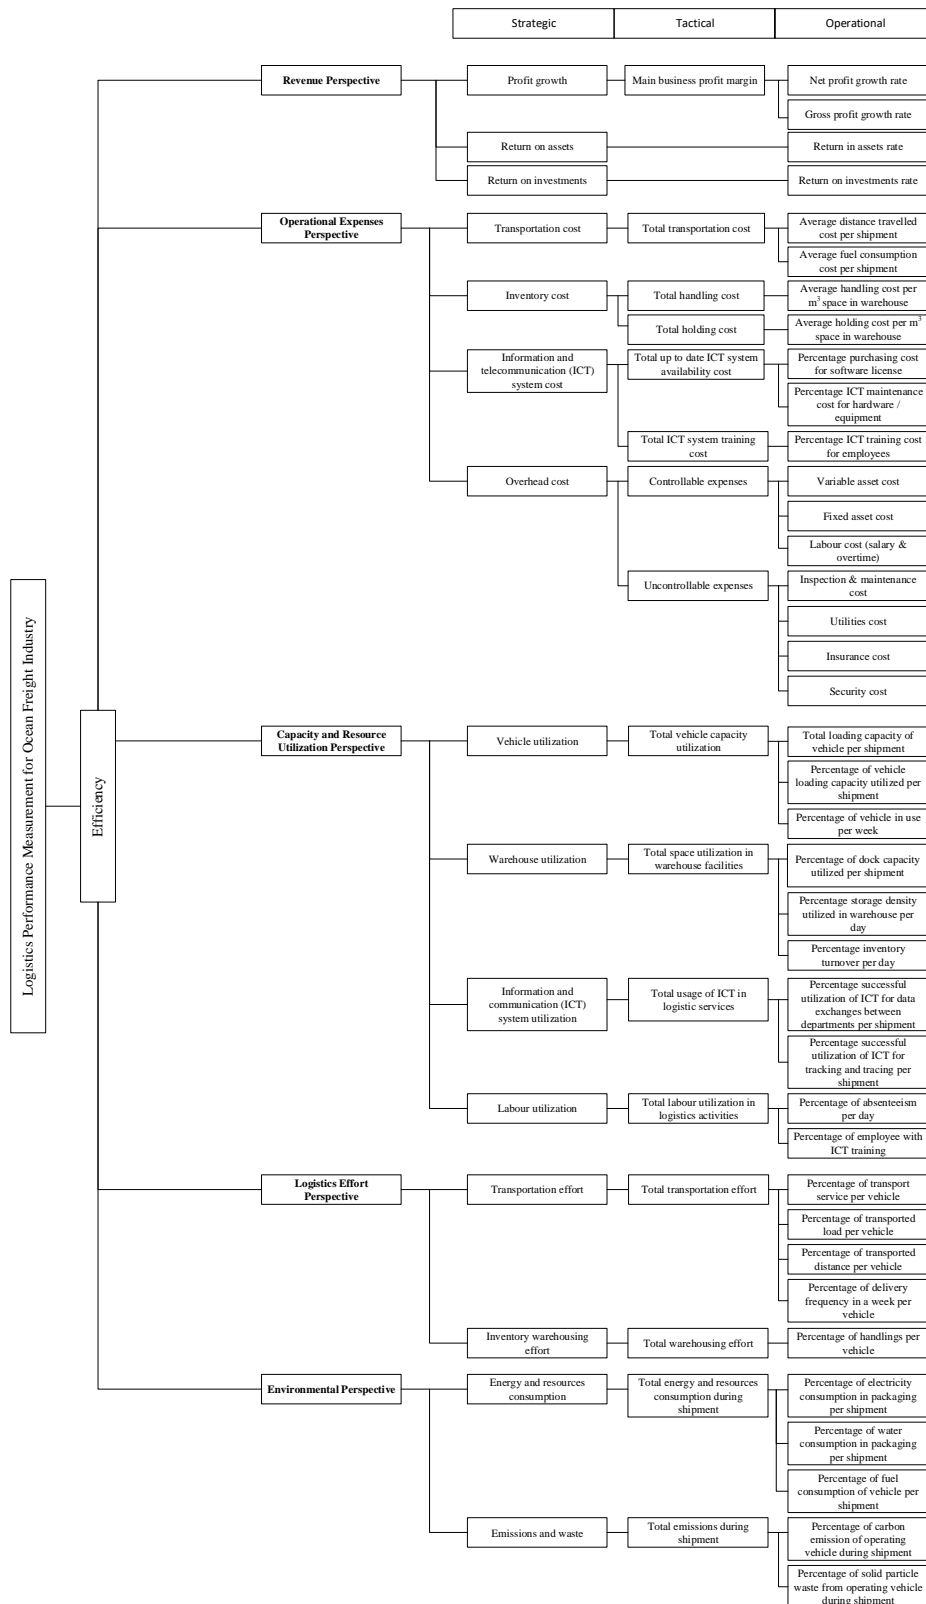 Strategic
Tactical
Operational
Revenue Perspective
Profit growth
Main business profit margin
Net profit growth rate
Gross profit growth rate
Return on assets
Return in assets rate
Return on investments
Return on investments rate
Operational Expenses
Perspective
Transportation cost
Total transportation cost
Average distance travelled
cost per shipment
Average fuel consumption
cost per shipment
Inventory cost
Total handling cost
Average handling cost per
m³ space in warehouse
Total holding cost
Average holding cost per m³
space in warehouse
Information and
telecommunication (ICT)
system cost
Total up to date ICT system
availability cost
Percentage purchasing cost
for software license
Percentage ICT maintenance
cost for hardware /
equipment
Total ICT system training
cost
Percentage ICT training cost
for employees
Overhead cost
Controllable expenses
Variable asset cost
Fixed asset cost
Labour cost (salary &
overtime)
Uncontrollable expenses
Inspection & maintenance
cost
Utilities cost
Insurance cost
Security cost
Logistics Performance Measurement for Ocean Freight Industry
Efficiency
Capacity and Resource
Utilization Perspective
Vehicle utilization
Total vehicle capacity
utilization
Total loading capacity of
vehicle per shipment
Percentage of vehicle
loading capacity utilized per
shipment
Percentage of vehicle in use
per week
Warehouse utilization
Total space utilization in
warehouse facilities
Percentage of dock capacity
utilized per shipment
Percentage storage density
utilized in warehouse per
day
Percentage inventory
turnover per day
Information and
communication (ICT)
system utilization
Total usage of ICT in
logistic services
Percentage successful
utilization of ICT for data
exchanges between
departments per shipment
Percentage successful
utilization of ICT for
tracking and tracing per
shipment
Labour utilization
Total labour utilization in
logistics activities
Percentage of absenteeism
per day
Percentage of employee with
ICT training
Logistics Effort
Perspective
Transportation effort
Total transportation effort
Percentage of transport
service per vehicle
Percentage of transported
load per vehicle
Percentage of transported
distance per vehicle
Percentage of delivery
frequency in a week per
vehicle
Inventory warehousing
effort
Total warehousing effort
Percentage of handlings per
vehicle
Environmental Perspective
Energy and resources
consumption
Total energy and resources
consumption during
shipment
Percentage of electricity
consumption in packaging
per shipment
Percentage of water
consumption in packaging
per shipment
Percentage of fuel
consumption of vehicle per
shipment
Emissions and waste
Total emissions during
shipment
Percentage of carbon
emission of operating
vehicle during shipment
Percentage of solid particle
waste from operating vehicle
during shipment